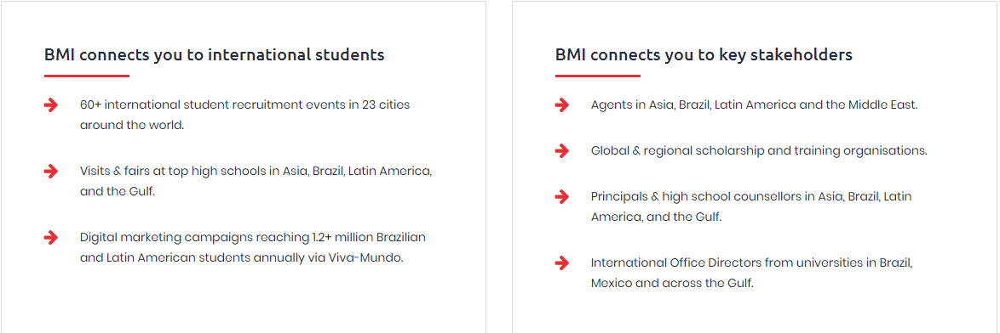 BMI connects you to international students
60+ international student recruitment events in 23 cities
around the world.
Visits & fairs at top high schools in Asia, Brazil, Latin America,
and the Gulf.
Digital marketing campaigns reaching 1.2+ million Brazilian
and Latin American students annually via Viva-Mundo.
BMI connects you to key stakeholders
Agents in Asia, Brazil, Latin America and the Middle East.
Global & regional scholarship and training organisations.
Principals & high school counsellors in Asia, Brazil, Latin
America, and the Gulf.
International Office Directors from universities in Brazil,
Mexico and across the Gulf.